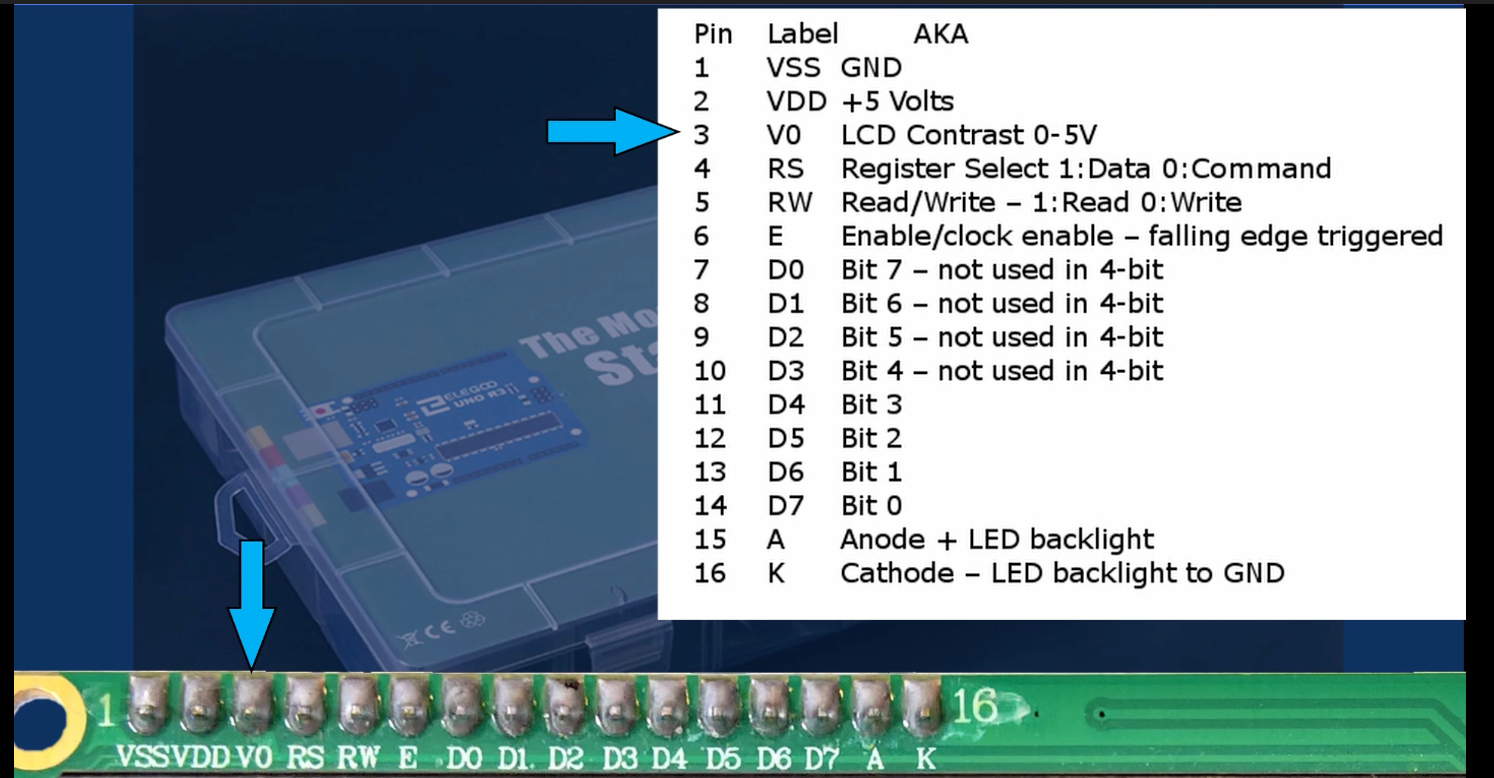 Pin Label AKA
1 VSS GND
2 VDD +5 Volts
3 V0 LCD Contrast 0-5V
4 RS Register Select 1:Data 0:Command
5 RW Read/Write – 1:Read 0:Write
6 E Enable/clock enable – falling edge triggered
7 D0 Bit 7 – not used in 4-bit
8 D1 Bit 6 – not used in 4-bit
9 D2 Bit 5 – not used in 4-bit
10 D3 Bit 4 – not used in 4-bit
11 D4 Bit 3
12 D5 Bit 2
13 D6 Bit 1
14 D7 Bit 0
15 A Anode + LED backlight
16 K Cathode – LED backlight to GND
The Mo
Sta
ELEGOO
UNO R3
CE
1 16
VSS VDD V0 RS RW E D0 D1 D2 D3 D4 D5 D6 D7 A K